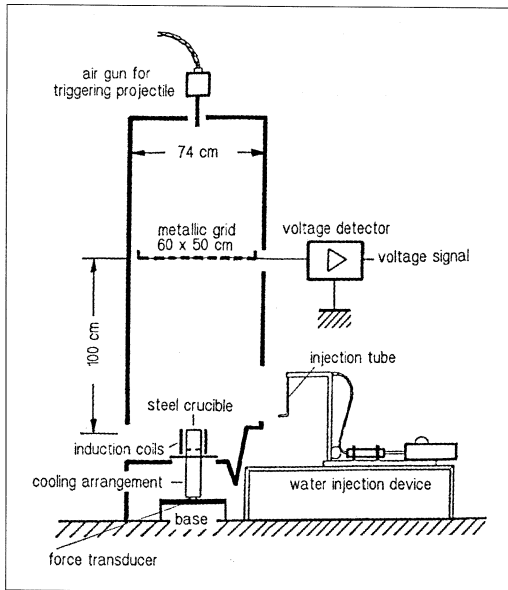 air gun for
triggering projectile
74 cm
metallic grid
60 x 50 cm
voltage detector
voltage signal
100 cm
injection tube
steel crucible
induction coils
cooling arrangement
water injection device
base
force transducer